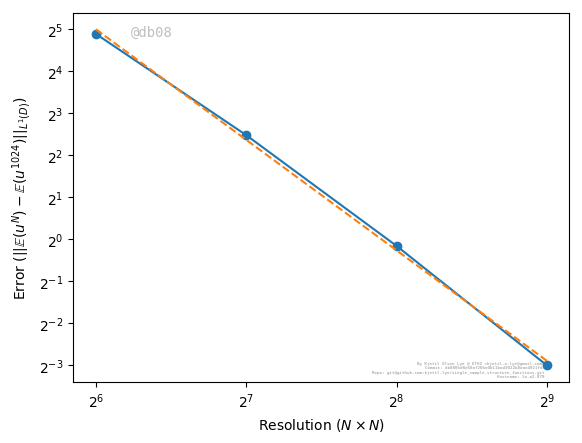 @db08
2^5
2^4
2^3
2^2
2^1
2^0
2^-1
2^-2
2^-3
Error (||𝔼(u^N) − 𝔼(u^1024)||_{L^1(D)})
2^6 2^7 2^8 2^9
Resolution (N × N)